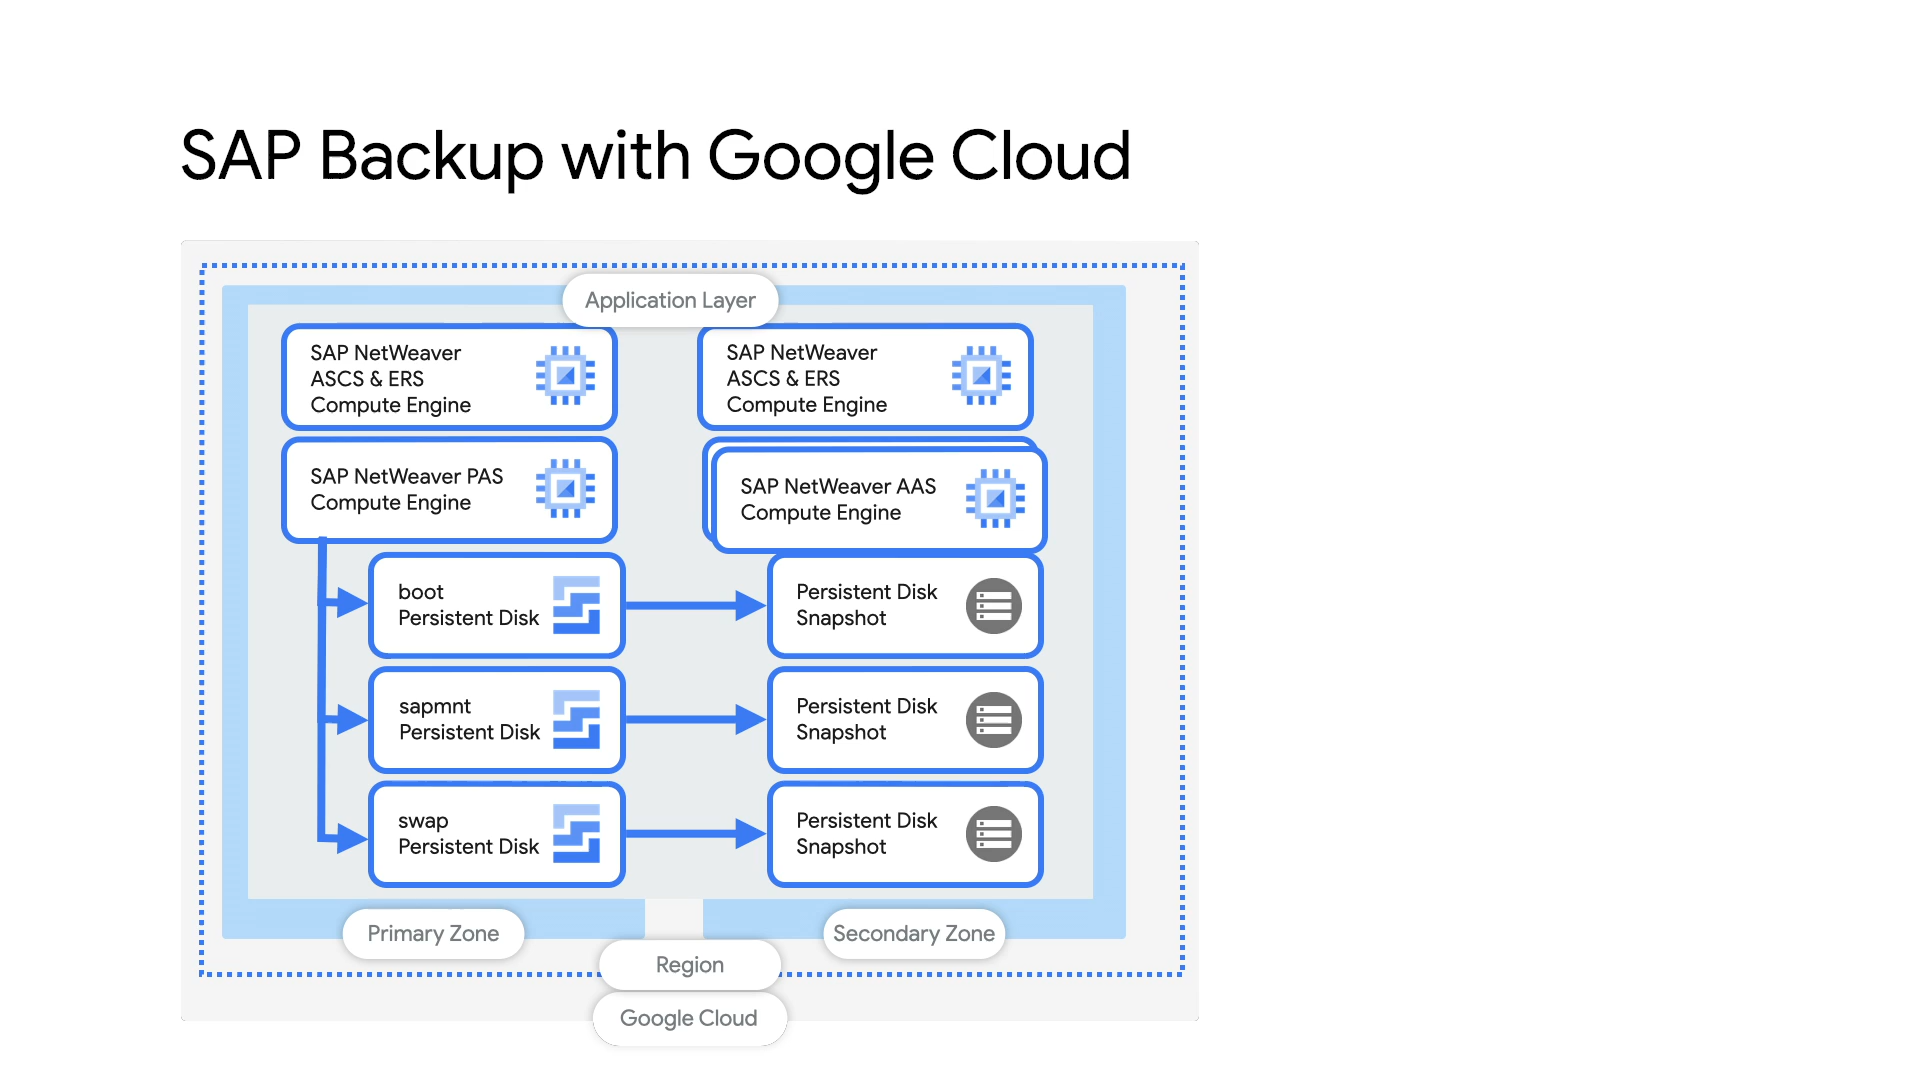 SAP Backup with Google Cloud
Application Layer
SAP NetWeaver
ASCS & ERS
Compute Engine
SAP NetWeaver
ASCS & ERS
Compute Engine
SAP NetWeaver PAS
Compute Engine
SAP NetWeaver AAS
Compute Engine
boot
Persistent Disk
Persistent Disk
Snapshot
sapmnt
Persistent Disk
Persistent Disk
Snapshot
swap
Persistent Disk
Persistent Disk
Snapshot
Primary Zone
Secondary Zone
Region
Google Cloud